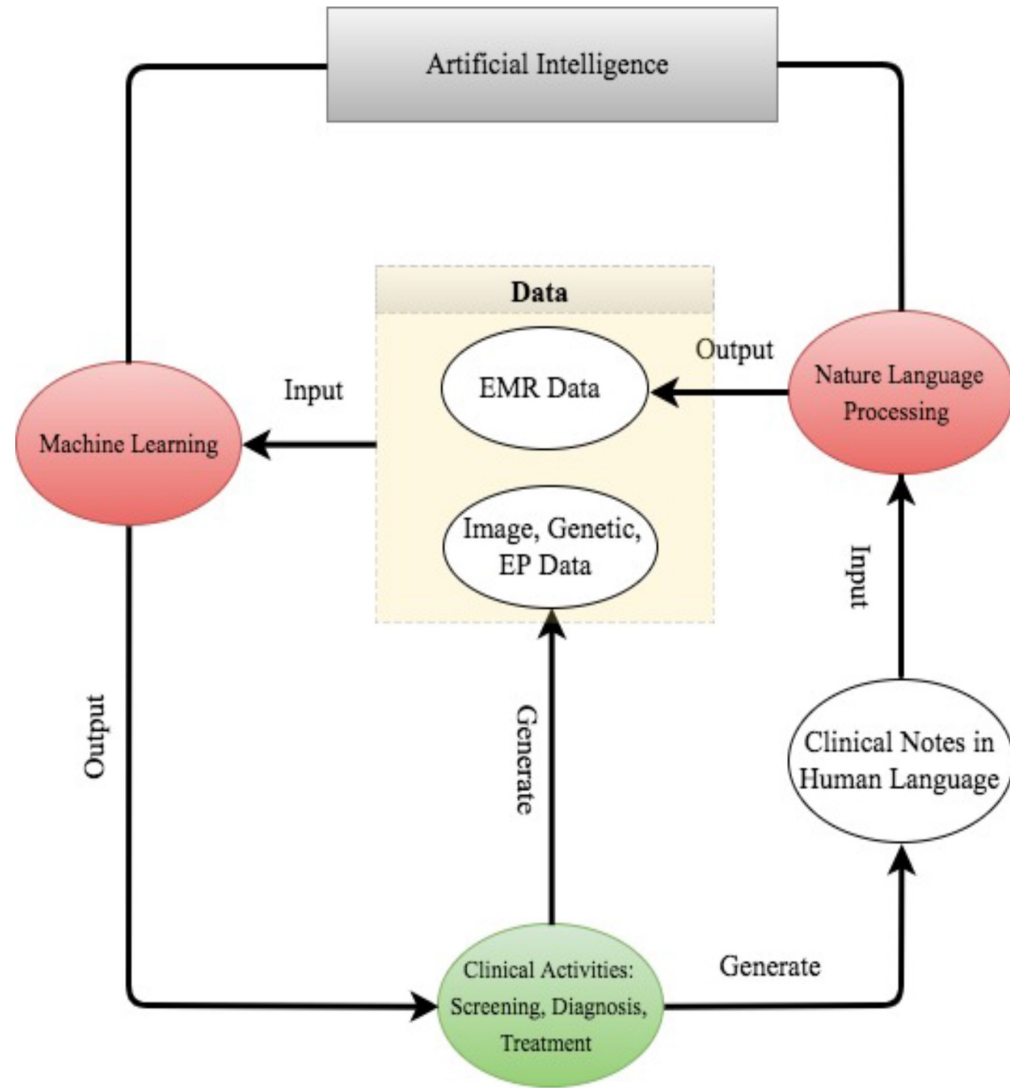 Artificial Intelligence
Data
Output
Nature Language
Processing
EMR Data
Input
Machine Learning
Image, Genetic,
EP Data
Input
Output
Generate
Clinical Notes in
Human Language
Clinical Activities:
Screening, Diagnosis,
Treatment
Generate